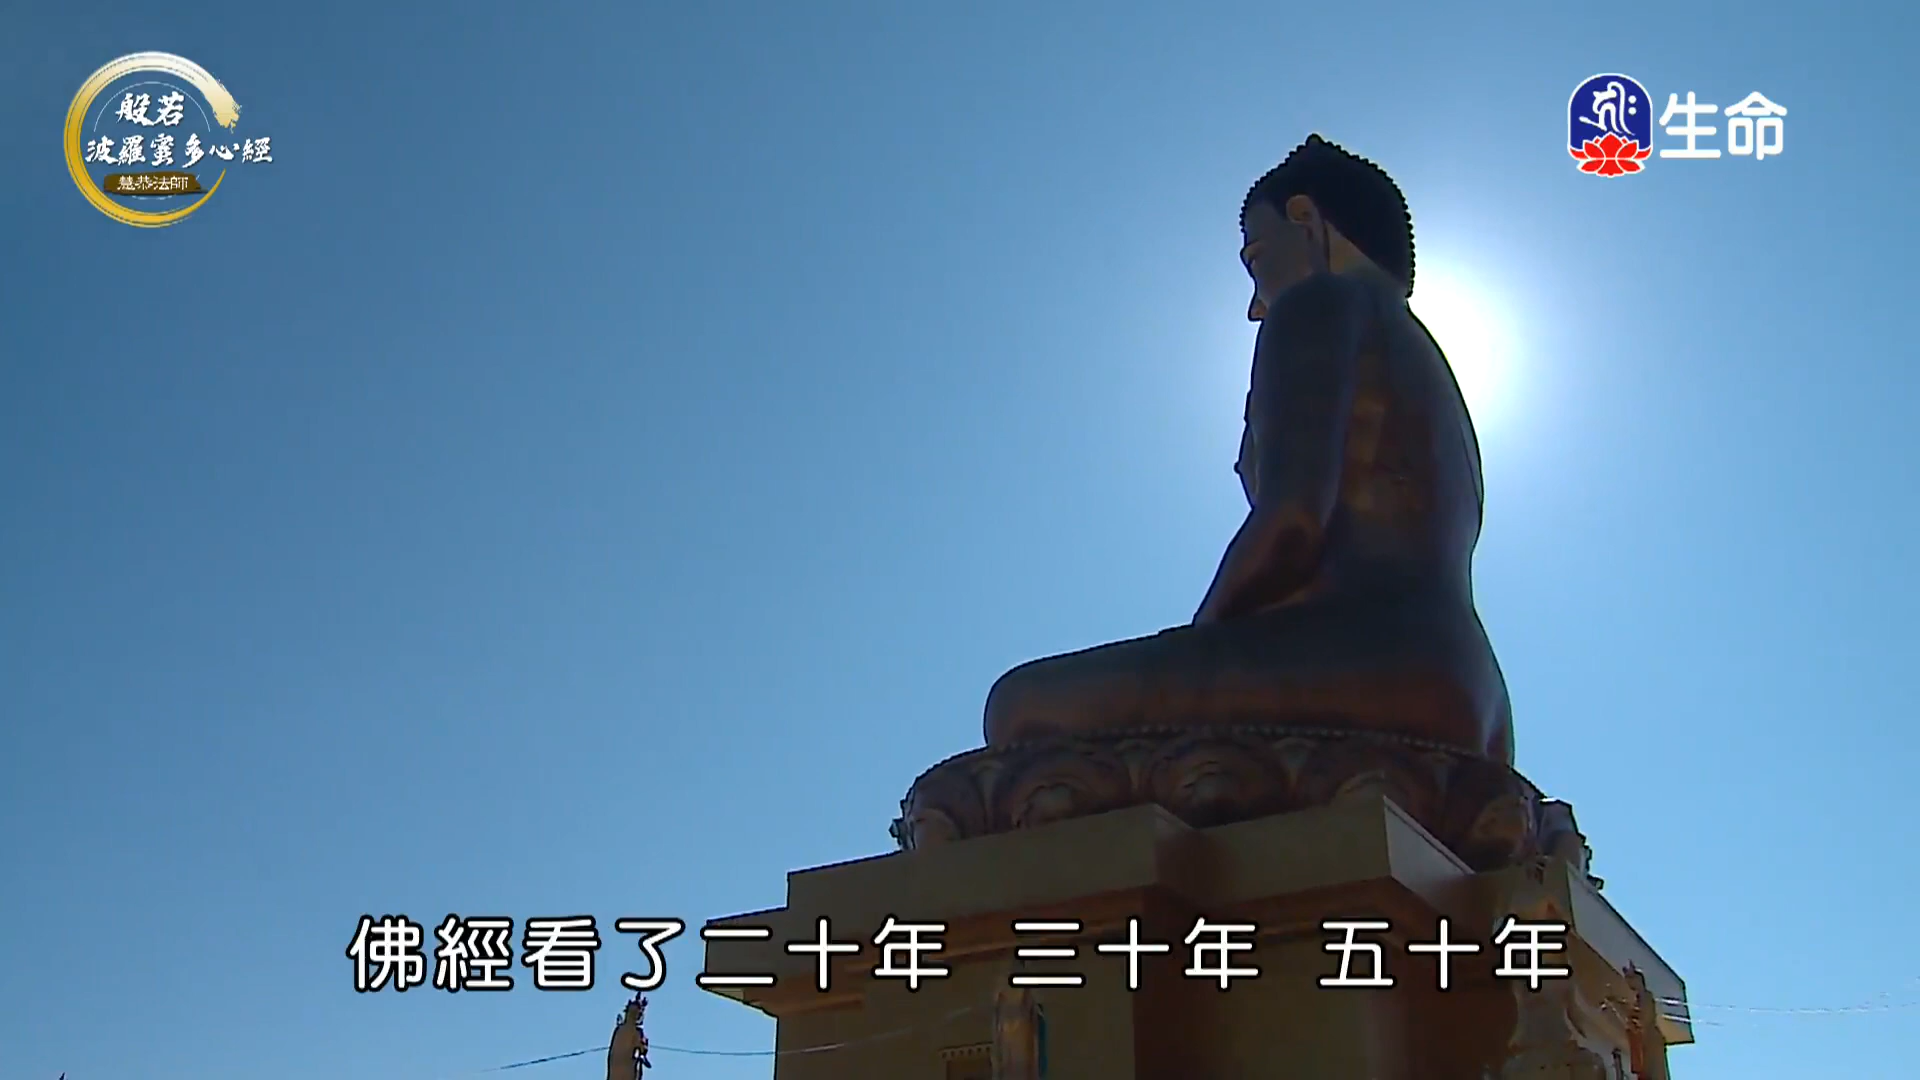 般若
波羅蜜多心經
慧恭法師
生命
佛經看了二十年 三十年 五十年